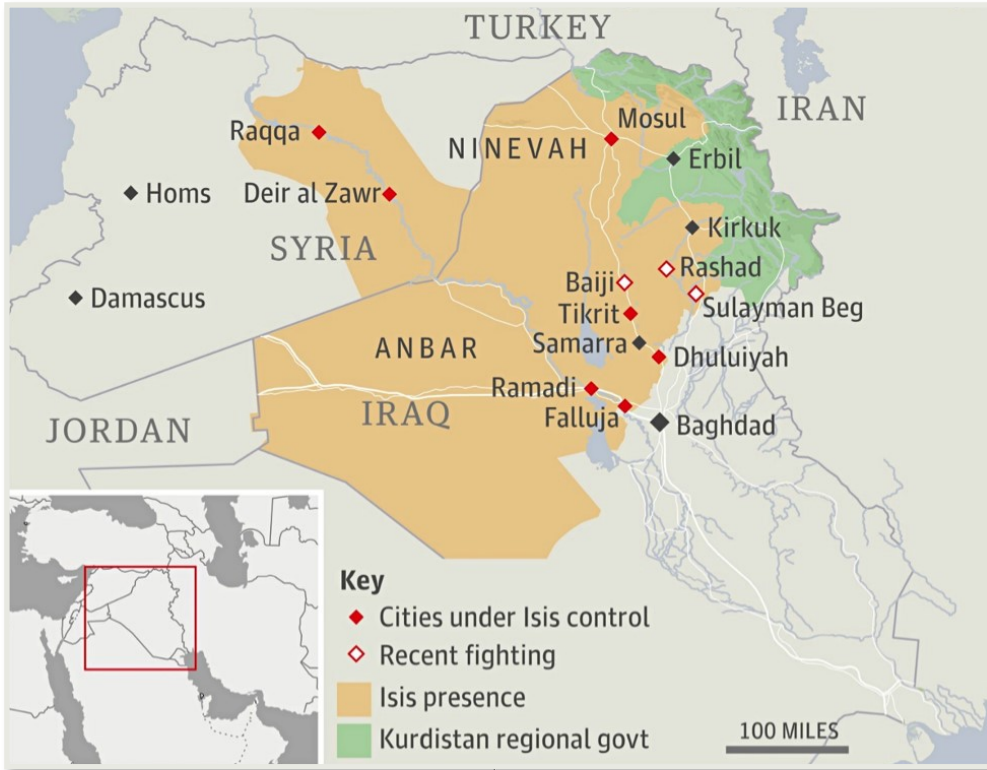 TURKEY
IRAN
Mosul
Raqqa
NINEVAH
Erbil
Homs
Deir al Zawr
Kirkuk
SYRIA
Rashad
Baiji
Damascus
Sulayman Beg
Tikrit
Samarra
ANBAR
Dhuluiyah
Ramadi
IRAQ
Falluja
Baghdad
JORDAN
Key
Cities under Isis control
Recent fighting
Isis presence
Kurdistan regional govt
100 MILES